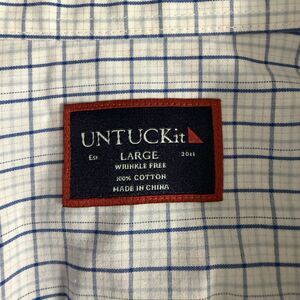 UNTUCKit
EST LARGE 2011
WRINKLE FREE
100% COTTON
MADE IN CHINA